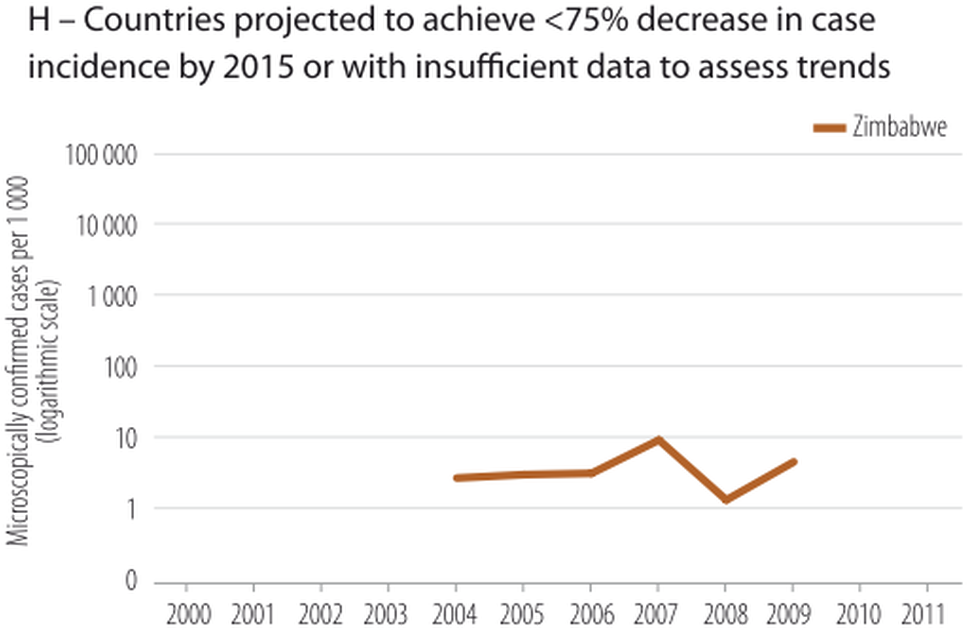 H – Countries projected to achieve <75% decrease in case
incidence by 2015 or with insufficient data to assess trends
Zimbabwe
Microscopically confirmed cases per 1 000
(logarithmic scale)
100 000
10 000
1 000
100
10
1
0
2000 2001 2002 2003 2004 2005 2006 2007 2008 2009 2010 2011